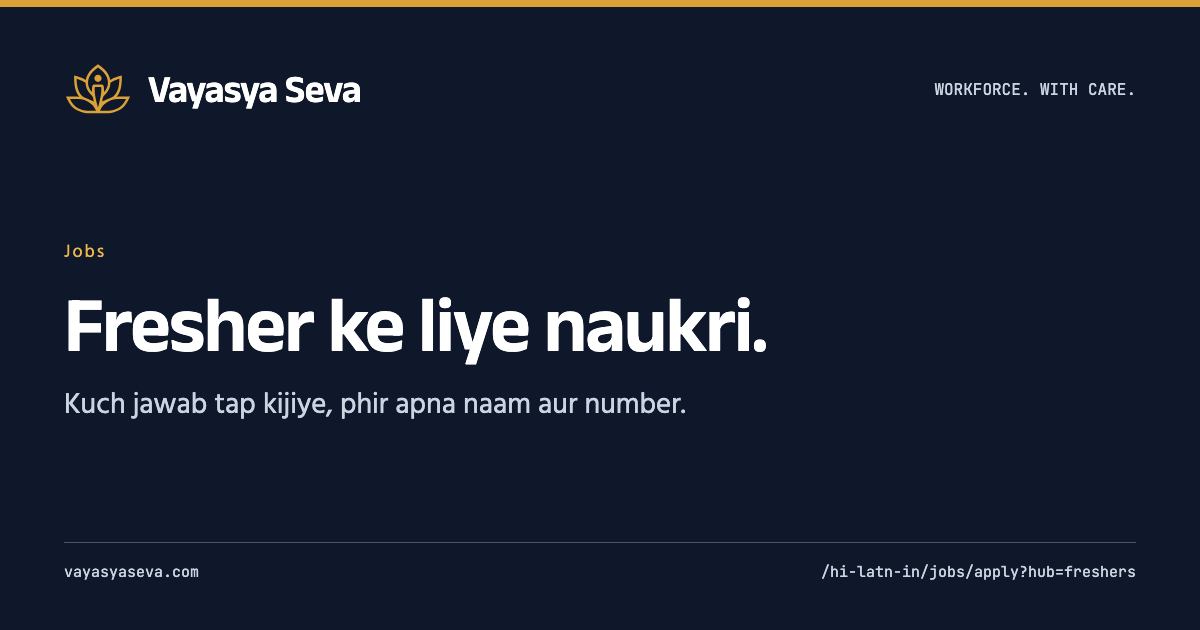 Vayasya Seva
WORKFORCE. WITH CARE.
Jobs
Fresher ke liye naukri.
Kuch jawab tap kijiye, phir apna naam aur number.
vayasyaseva.com
/hi-latn-in/jobs/apply?hub=freshers